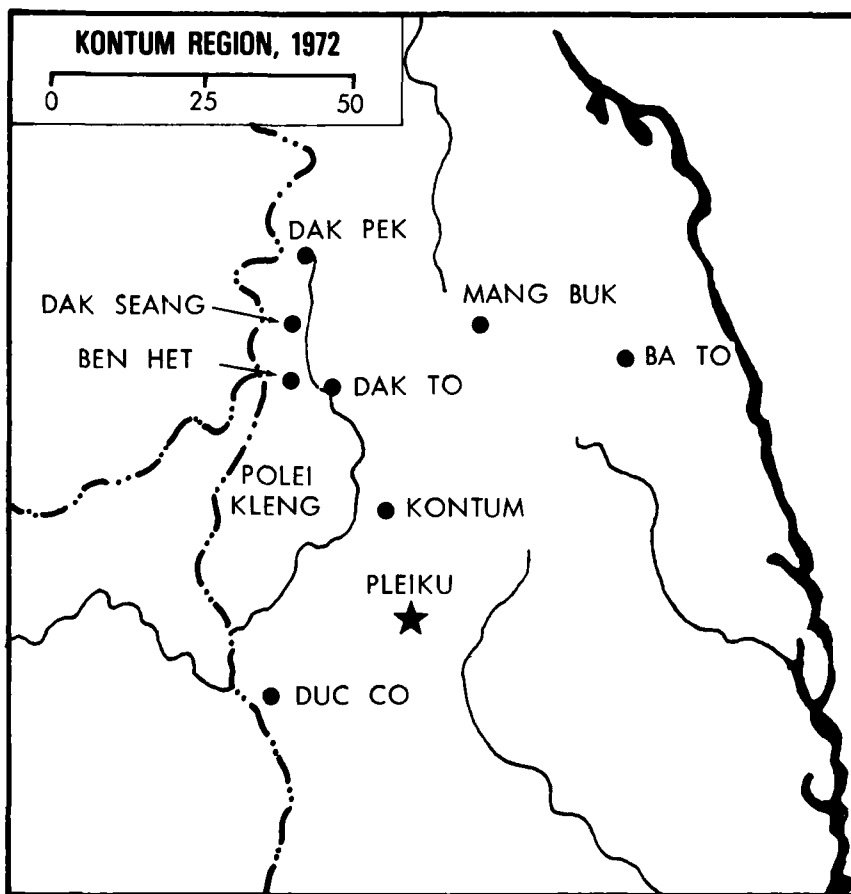 KONTUM REGION, 1972
0 25 50
DAK PEK
DAK SEANG
MANG BUK
BEN HET
BA TO
DAK TO
POLEI
KLENG
KONTUM
PLEIKU
DUC CO